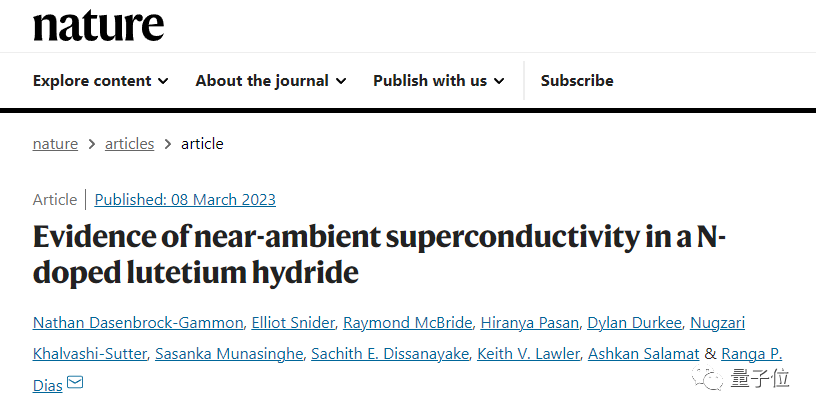 nature
Explore content About the journal Publish with us Subscribe
nature > articles > article
Article Published: 08 March 2023
Evidence of near-ambient superconductivity in a N-
doped lutetium hydride
Nathan Dasenbrock-Gammon, Elliot Snider, Raymond McBride, Hiranya Pasan, Dylan Durkee, Nugzari
Khalvashi-Sutter, Sasanka Munasinghe, Sachith E. Dissanayake, Keith V. Lawler, Ashkan Salamat & Ranga P.
Dias
量子位